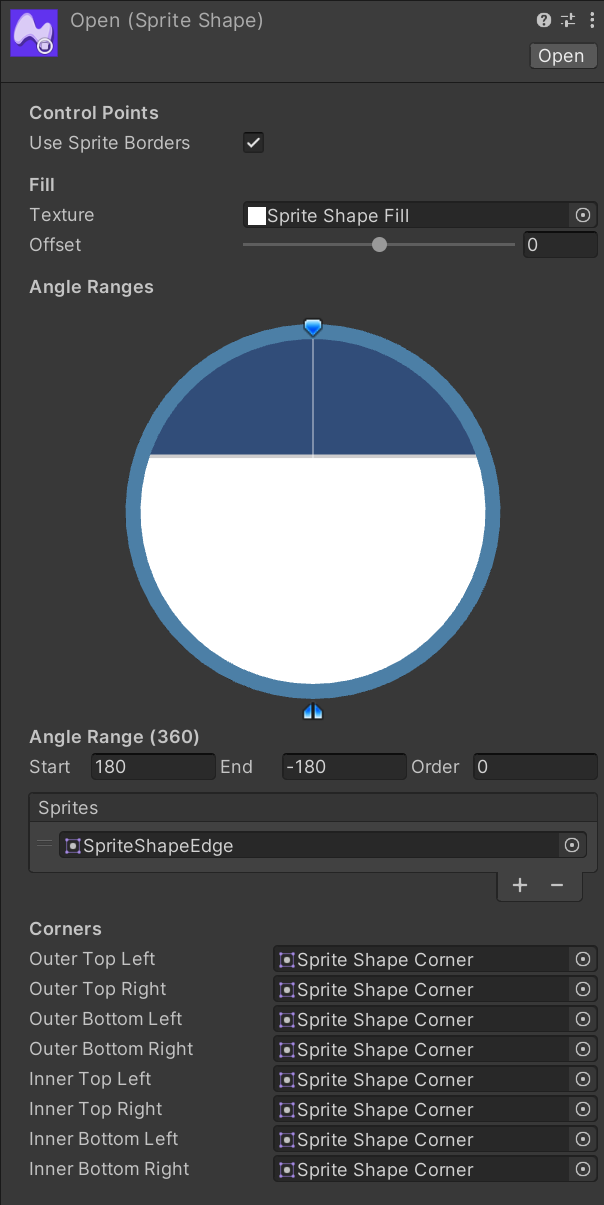 Open (Sprite Shape)
Open
Control Points
Use Sprite Borders
Fill
Texture Sprite Shape Fill
Offset 0
Angle Ranges
Angle Range (360)
Start 180 End -180 Order 0
Sprites
SpriteShapeEdge
Corners
Outer Top Left Sprite Shape Corner
Outer Top Right Sprite Shape Corner
Outer Bottom Left Sprite Shape Corner
Outer Bottom Right Sprite Shape Corner
Inner Top Left Sprite Shape Corner
Inner Top Right Sprite Shape Corner
Inner Bottom Left Sprite Shape Corner
Inner Bottom Right Sprite Shape Corner